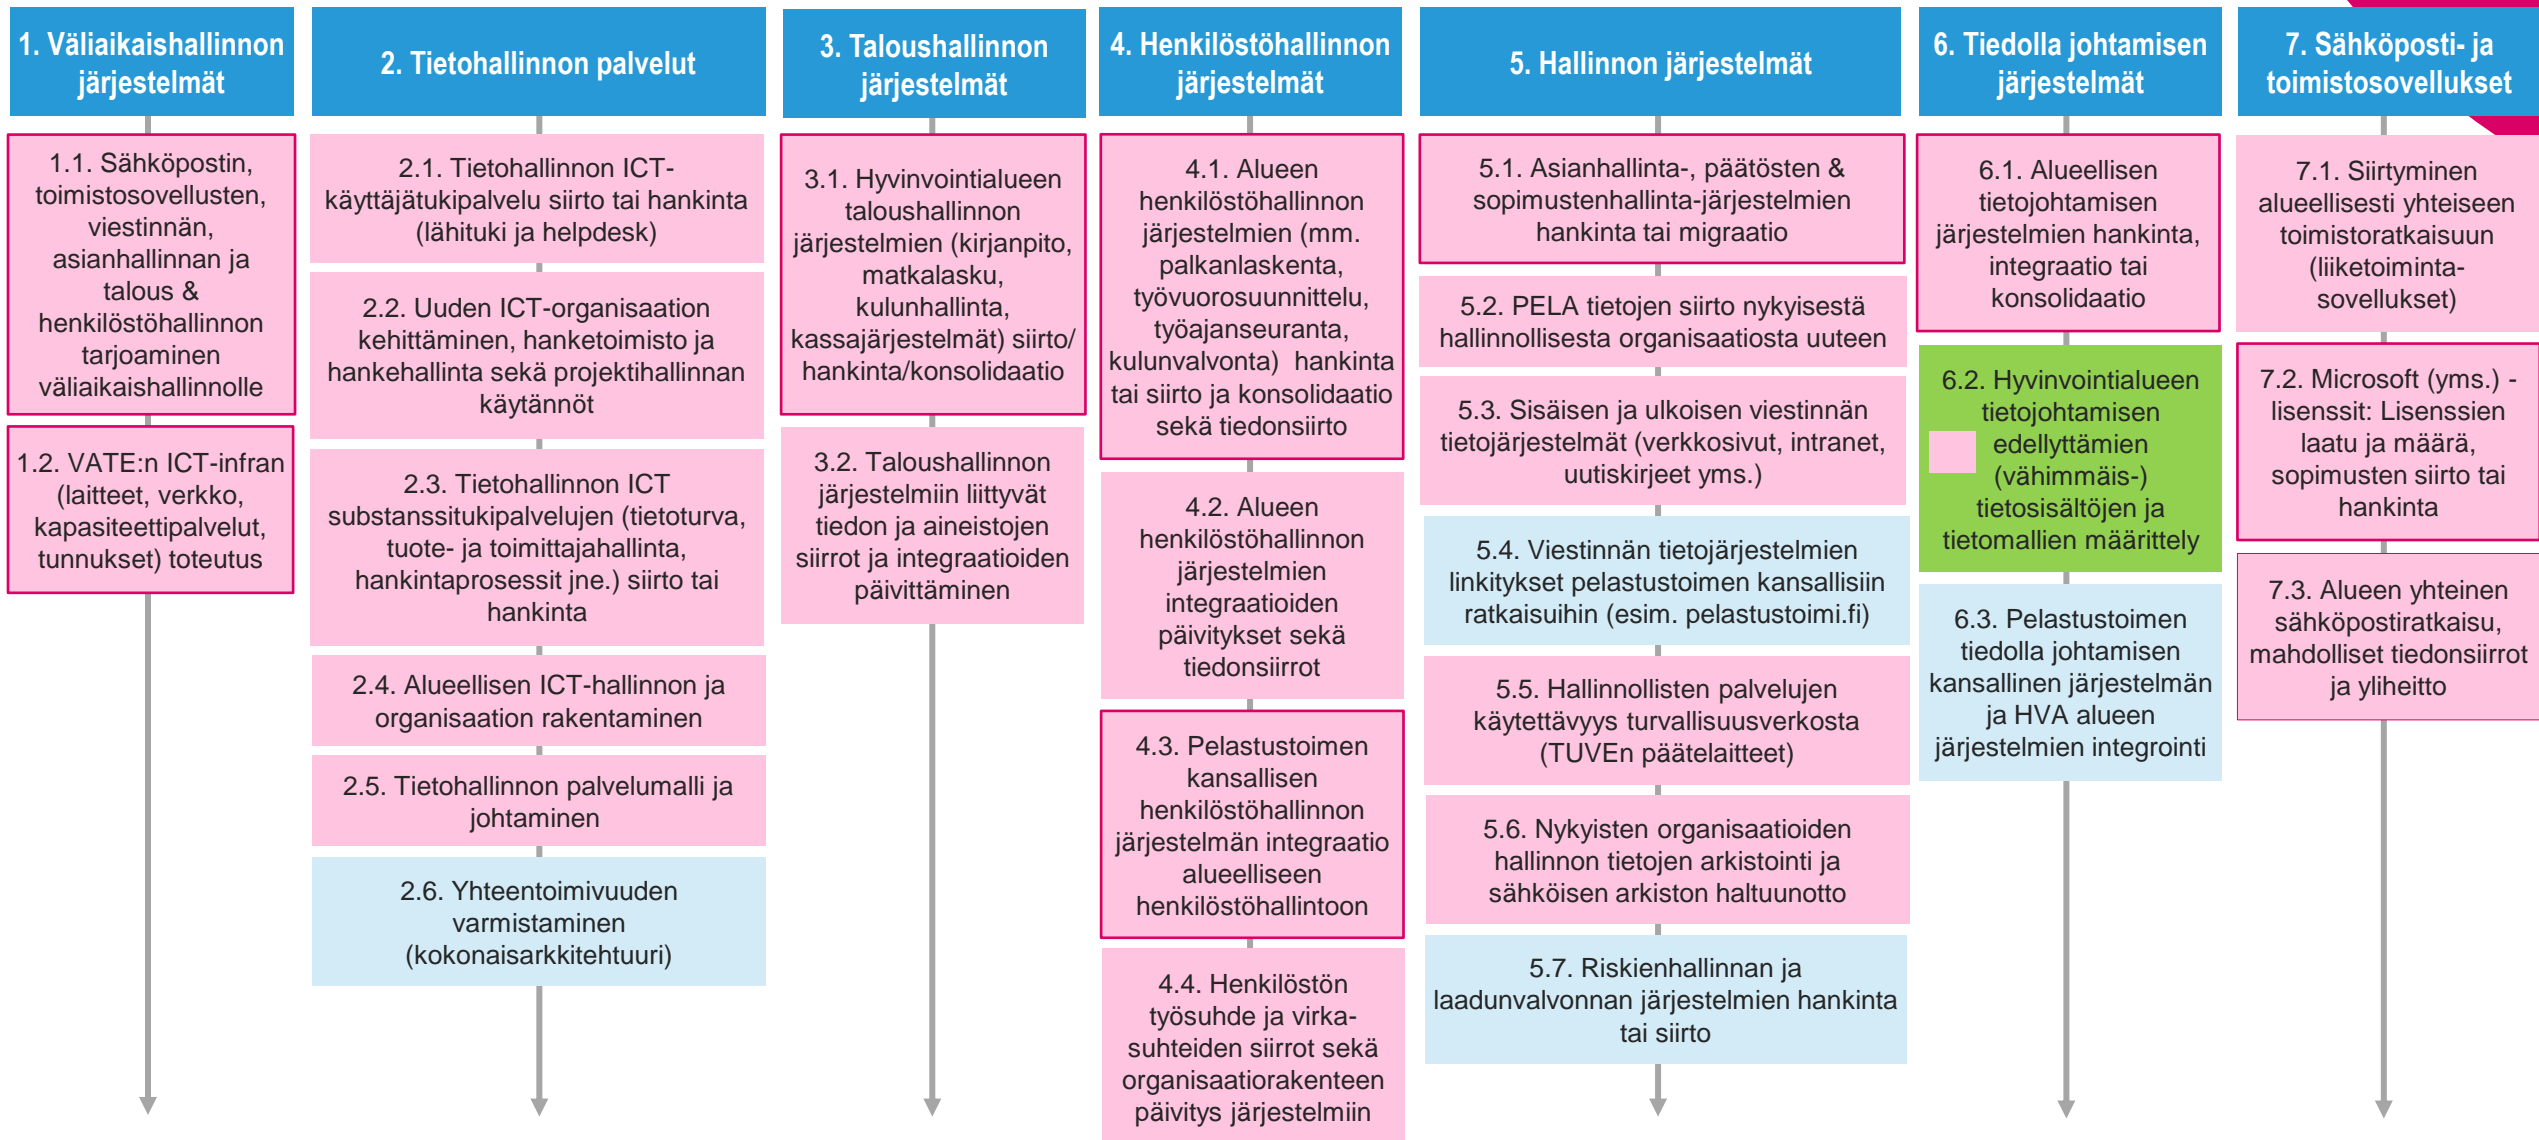 1. Väliaikaishallinnon
järjestelmät
1.1. Sähköpostin,
toimistosovellusten,
viestinnän,
asianhallinnan ja
talous &
henkilöstöhallinnon
tarjoaminen
väliaikaishallinnolle
1.2. VATE:n ICT-infran
(laitteet, verkko,
kapasiteettipalvelut,
tunnukset) toteutus
2. Tietohallinnon palvelut
2.1. Tietohallinnon ICT-
käyttäjätukipalvelu siirto tai hankinta
(lähituki ja helpdesk)
2.2. Uuden ICT-organisaation
kehittäminen, hanketoimisto ja
hankehallinta sekä projektihallinnan
käytännöt
2.3. Tietohallinnon ICT
substanssitukipalvelujen (tietoturva,
tuote- ja toimittajahallinta,
hankintaprosessit jne.) siirto tai
hankinta
2.4. Alueellisen ICT-hallinnon ja
organisaation rakentaminen
2.5. Tietohallinnon palvelumalli ja
johtaminen
2.6. Yhteentoimivuuden
varmistaminen
(kokonaisarkkitehtuuri)
3. Taloushallinnon
järjestelmät
3.1. Hyvinvointialueen
taloushallinnon
järjestelmien (kirjanpito,
matkalasku,
kulunhallinta,
kassajärjestelmät) siirto/
hankinta/konsolidaatio
3.2. Taloushallinnon
järjestelmiin liittyvät
tiedon ja aineistojen
siirrot ja integraatioiden
päivittäminen
4. Henkilöstöhallinnon
järjestelmät
4.1. Alueen
henkilöstöhallinnon
järjestelmien (mm.
palkanlaskenta,
työvuorosuunnittelu,
työajanseuranta,
kulunvalvonta) hankinta
tai siirto ja konsolidaatio
sekä tiedonsiirto
4.2. Alueen
henkilöstöhallinnon
järjestelmien
integraatioiden
päivitykset sekä
tiedonsiirrot
4.3. Pelastustoimen
kansallisen
henkilöstöhallinnon
järjestelmän integraatio
alueelliseen
henkilöstöhallintoon
4.4. Henkilöstön
työsuhde ja virka-
suhteiden siirrot sekä
organisaatiorakenteen
päivitys järjestelmiin
5. Hallinnon järjestelmät
5.1. Asianhallinta-, päätösten &
sopimustenhallinta-järjestelmien
hankinta tai migraatio
5.2. PELA tietojen siirto nykyisestä
hallinnollisesta organisaatiosta uuteen
5.3. Sisäisen ja ulkoisen viestinnän
tietojärjestelmät (verkkosivut, intranet,
uutiskirjeet yms.)
5.4. Viestinnän tietojärjestelmien
linkitykset pelastustoimen kansallisiin
ratkaisuihin (esim. pelastustoimi.fi)
5.5. Hallinnollisten palvelujen
käytettävyys turvallisuusverkosta
(TUVEn päätelaitteet)
5.6. Nykyisten organisaatioiden
hallinnon tietojen arkistointi ja
sähköisen arkiston haltuunotto
5.7. Riskienhallinnan ja
laadunvalvonnan järjestelmien hankinta
tai siirto
6. Tiedolla johtamisen
järjestelmät
6.1. Alueellisen
tietojohtamisen
järjestelmien hankinta,
integraatio tai
konsolidaatio
6.2. Hyvinvointialueen
tietojohtamisen
edellyttämien
(vähimmäis-)
tietosisältöjen ja
tietomallien määrittely
6.3. Pelastustoimen
tiedolla johtamisen
kansallinen järjestelmän
ja HVA alueen
järjestelmien integrointi
7. Sähköposti- ja
toimistosovellukset
7.1. Siirtyminen
alueellisesti yhteiseen
toimistoratkaisuun
(liiketoiminta-
sovellukset)
7.2. Microsoft (yms.) -
lisenssit: Lisenssien
laatu ja määrä,
sopimusten siirto tai
hankinta
7.3. Alueen yhteinen
sähköpostiratkaisu,
mahdolliset tiedonsiirrot
ja yliheitto